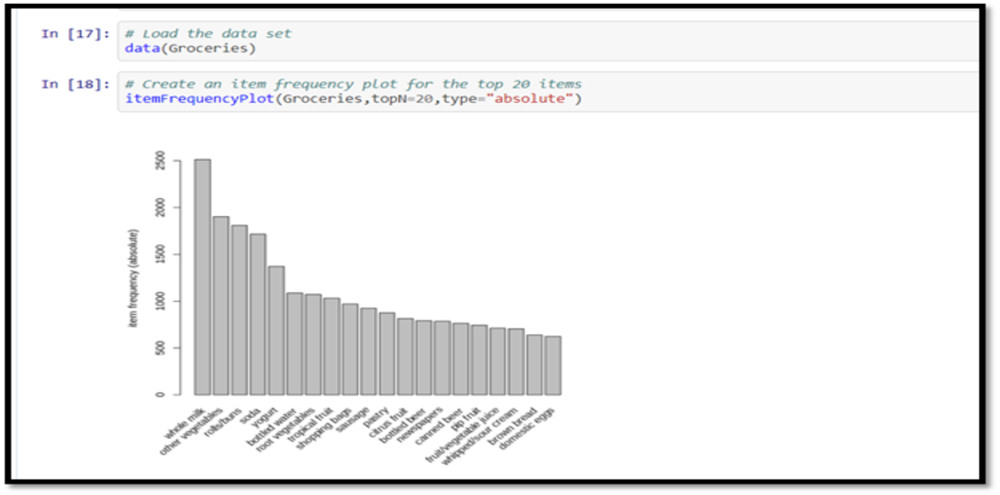 In [17]: # Load the data set
data(Groceries)
In [18]: # Create an item frequency plot for the top 20 items
itemFrequencyPlot(Groceries,topN=20,type="absolute")
2500
2000
1500
1000
500
0
item frequency (absolute)
whole milk
other vegetables
rolls/buns
soda
yogurt
bottled water
root vegetables
tropical fruit
shopping bags
sausage
pastry
citrus fruit
bottled beer
newspapers
canned beer
pip fruit
fruit/vegetable juice
whipped/sour cream
brown bread
domestic eggs